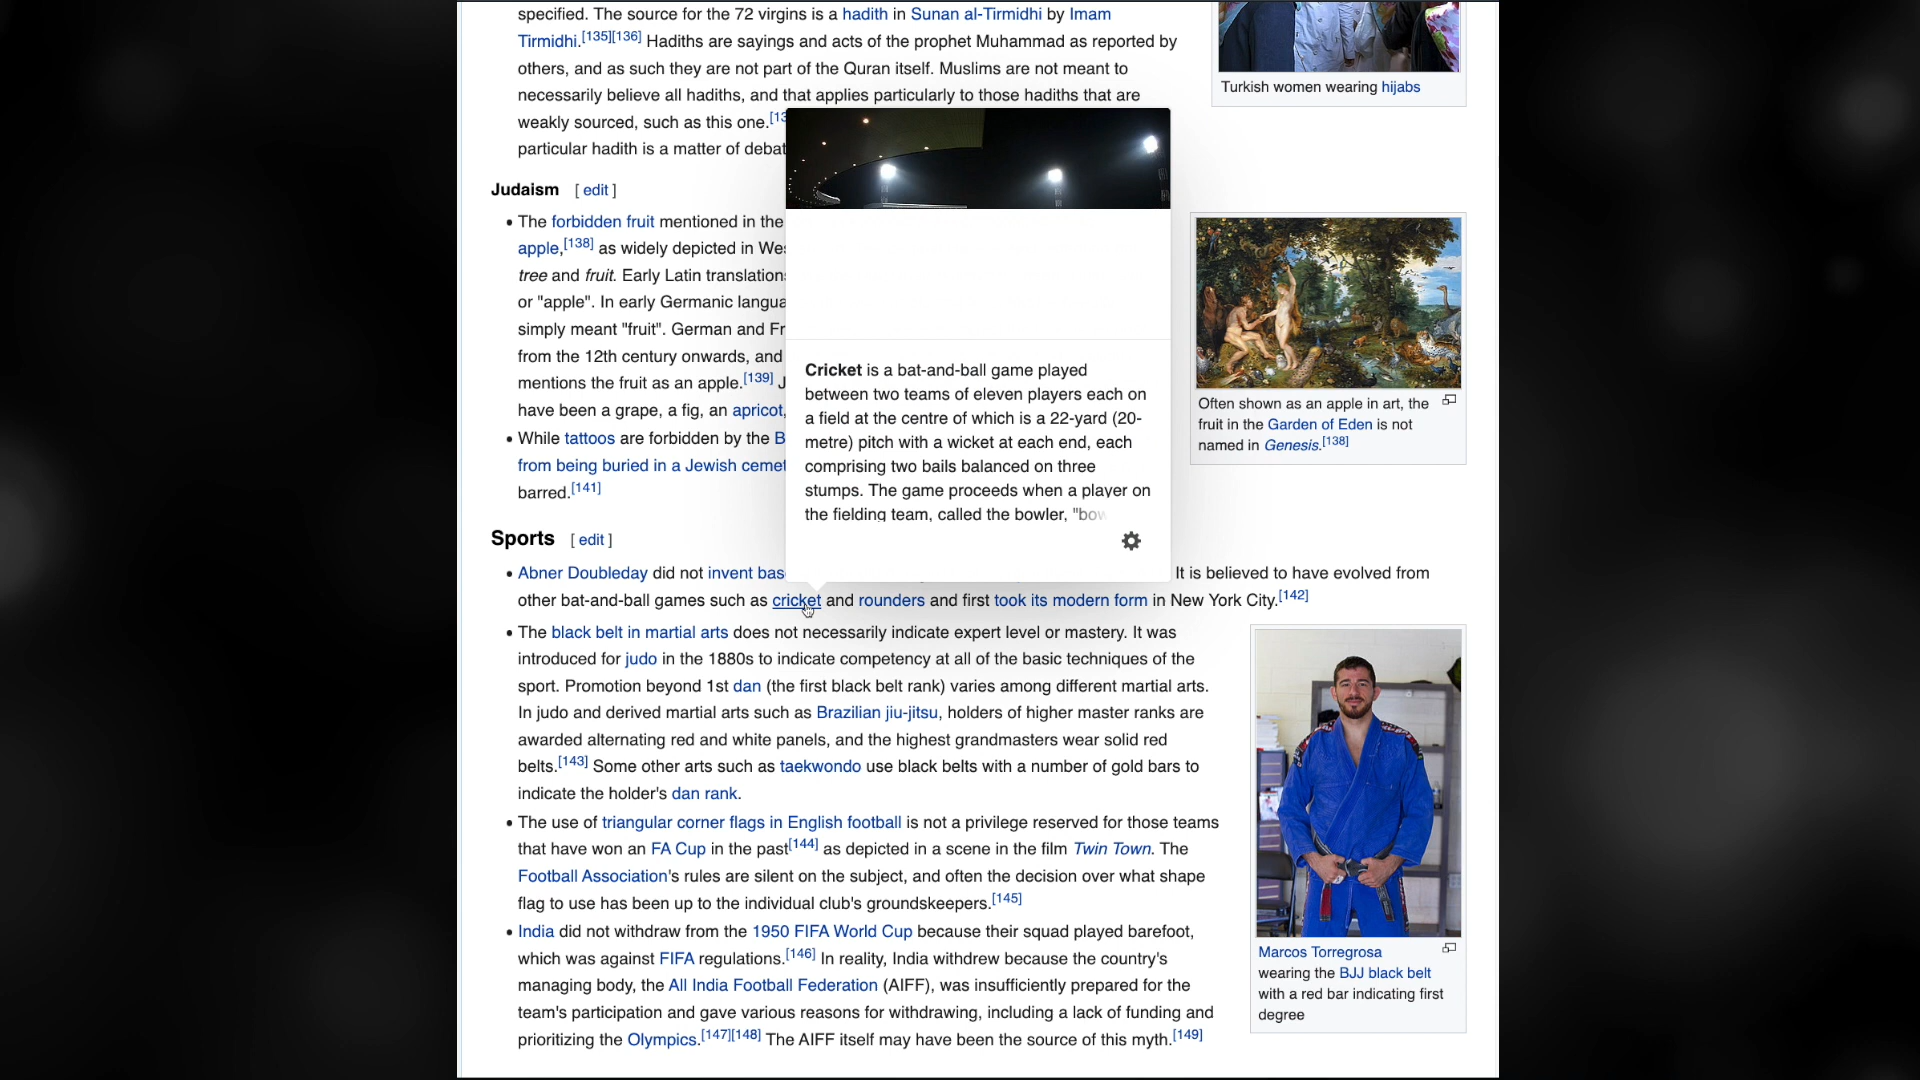 specified. The source for the 72 virgins is a hadith in Sunan al-Tirmidhi by Imam
Tirmidhi.[135][136] Hadiths are sayings and acts of the prophet Muhammad as reported by
others, and as such they are not part of the Quran itself. Muslims are not meant to
necessarily believe all hadiths, and that applies particularly to those hadiths that are
weakly sourced, such as this one.
particular hadith is a matter of
Turkish women wearing hijabs
Judaism [ edit ]
• The forbidden fruit mentioned in the
apple,[138] as widely depicted in
tree and fruit. Early Latin
or "apple". In early Germanic
simply meant "fruit". German and
from the 12th century onwards, and
mentions the fruit as an apple.[139]
have been a grape, a fig, an apricot,
• While tattoos are forbidden by the
from being buried in a Jewish
barred.[141]
Often shown as an apple in art, the
fruit in the Garden of Eden is not
named in Genesis.[138]
Cricket is a bat-and-ball game played
between two teams of eleven players each on
a field at the centre of which is a 22-yard (20-
metre) pitch with a wicket at each end, each
comprising two bails balanced on three
stumps. The game proceeds when a player on
the fielding team, called the bowler, "bow
Sports [ edit ]
• Abner Doubleday did not invent
It is believed to have evolved from
other bat-and-ball games such as cricket and rounders and first took its modern form in New York City.[142]
• The black belt in martial arts does not necessarily indicate expert level or mastery. It was
introduced for judo in the 1880s to indicate competency at all of the basic techniques of the
sport. Promotion beyond 1st dan (the first black belt rank) varies among different martial arts.
In judo and derived martial arts such as Brazilian jiu-jitsu, holders of higher master ranks are
awarded alternating red and white panels, and the highest grandmasters wear solid red
belts.[143] Some other arts such as taekwondo use black belts with a number of gold bars to
indicate the holder's dan rank.
• The use of triangular corner flags in English football is not a privilege reserved for those teams
that have won an FA Cup in the past[144] as depicted in a scene in the film Twin Town. The
Football Association's rules are silent on the subject, and often the decision over what shape
flag to use has been up to the individual club's groundskeepers.[145]
• India did not withdraw from the 1950 FIFA World Cup because their squad played barefoot,
which was against FIFA regulations.[146] In reality, India withdrew because the country's
managing body, the All India Football Federation (AIFF), was insufficiently prepared for the
team's participation and gave various reasons for withdrawing, including a lack of funding and
prioritizing the Olympics.[147][148] The AIFF itself may have been the source of this myth.[149]
Marcos Torregrosa
wearing the BJJ black belt
with a red bar indicating first
degree